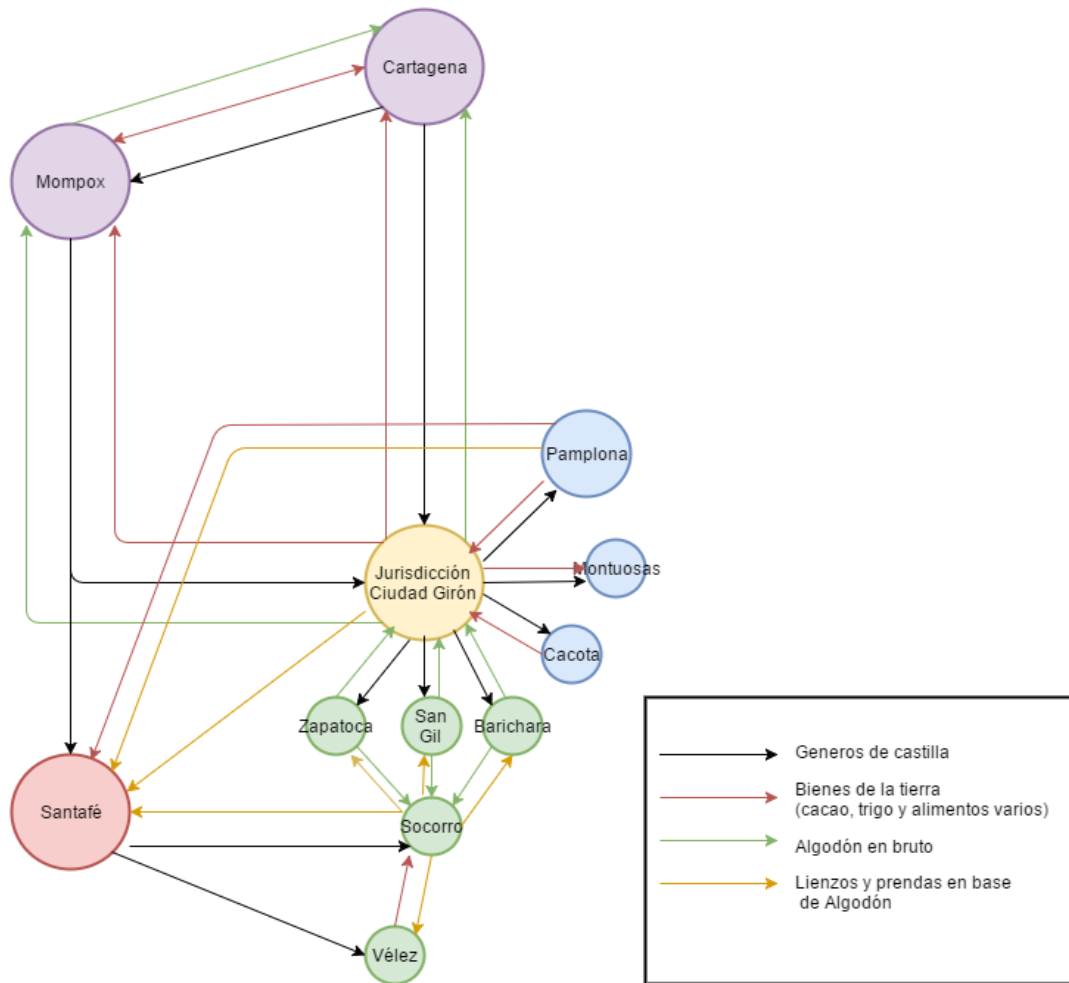 Cartagena
Mompox
Pamplona
Jurisdicción
Ciudad Girón
Montuosas
Cacota
Zapatoca
San
Gil
Barichara
Santafé
Socorro
Vélez
Generos de castilla
Bienes de la tierra
(cacao, trigo y alimentos varios)
Algodón en bruto
Lienzos y prendas en base
de Algodón